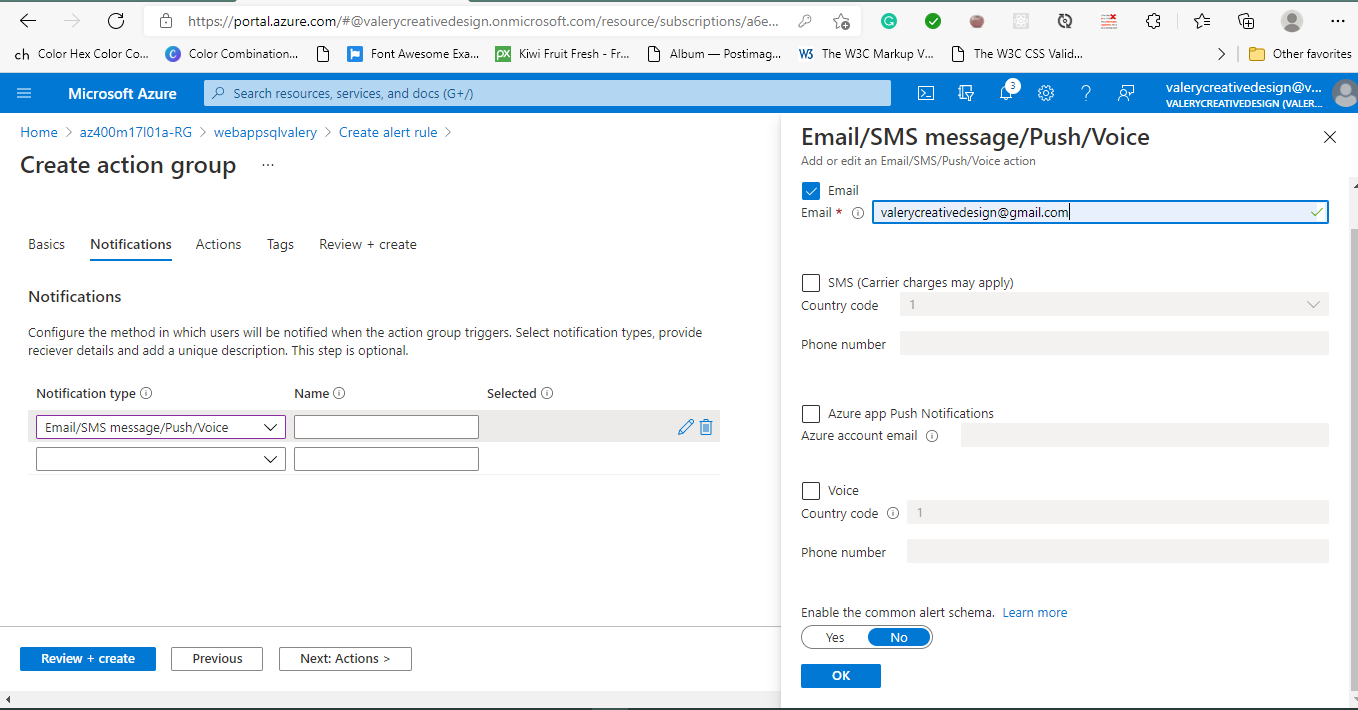 https://portal.azure.com/#@valerycreativedesign.onmicrosoft.com/resource/subscriptions/a6e...
ch Color Hex Color Co... C Color Combination... Font Awesome Exa... px Kiwi Fruit Fresh - Fr... Album — Postimag... W3 The W3C Markup V... The W3C CSS Valid... Other favorites
Microsoft Azure
Search resources, services, and docs (G+/)
3
valerycreativedesign@v...
VALERYCREATIVEDESIGN (VALER...
Home > az400m17l01a-RG > webappsqlvalery > Create alert rule >
Create action group ...
Basics Notifications Actions Tags Review + create
Notifications
Configure the method in which users will be notified when the action group triggers. Select notification types, provide
reciever details and add a unique description. This step is optional.
Notification type Name Selected
Email/SMS message/Push/Voice
Review + create Previous Next: Actions >
Email/SMS message/Push/Voice
Add or edit an Email/SMS/Push/Voice action
Email
Email * valerycreativedesign@gmail.com
SMS (Carrier charges may apply)
Country code 1
Phone number
Azure app Push Notifications
Azure account email
Voice
Country code 1
Phone number
Enable the common alert schema. Learn more
Yes No
OK